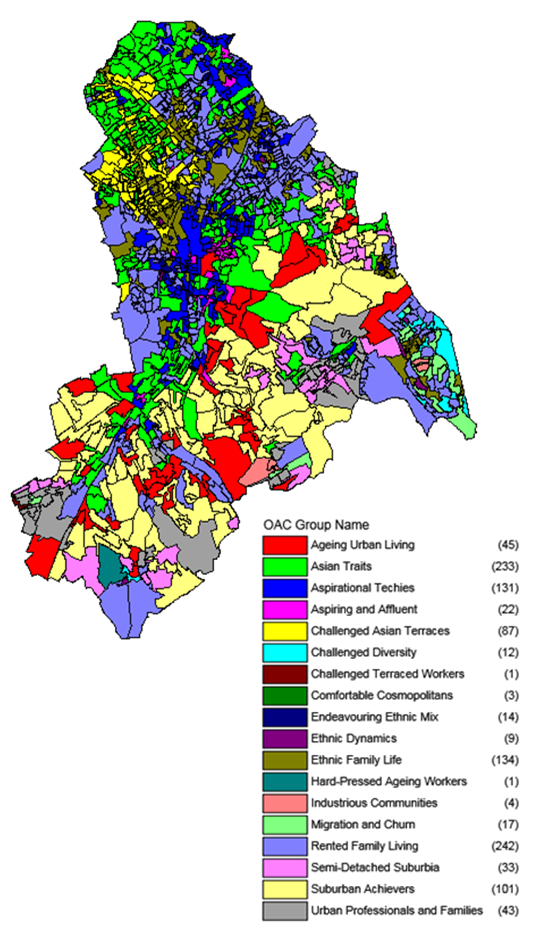 OAC Group Name
Ageing Urban Living (45)
Asian Traits (233)
Aspirational Techies (131)
Aspiring and Affluent (22)
Challenged Asian Terraces (87)
Challenged Diversity (12)
Challenged Terraced Workers (1)
Comfortable Cosmopolitans (3)
Endeavouring Ethnic Mix (14)
Ethnic Dynamics (9)
Ethnic Family Life (134)
Hard-Pressed Ageing Workers (1)
Industrious Communities (4)
Migration and Churn (17)
Rented Family Living (242)
Semi-Detached Suburbia (33)
Suburban Achievers (101)
Urban Professionals and Families (43)